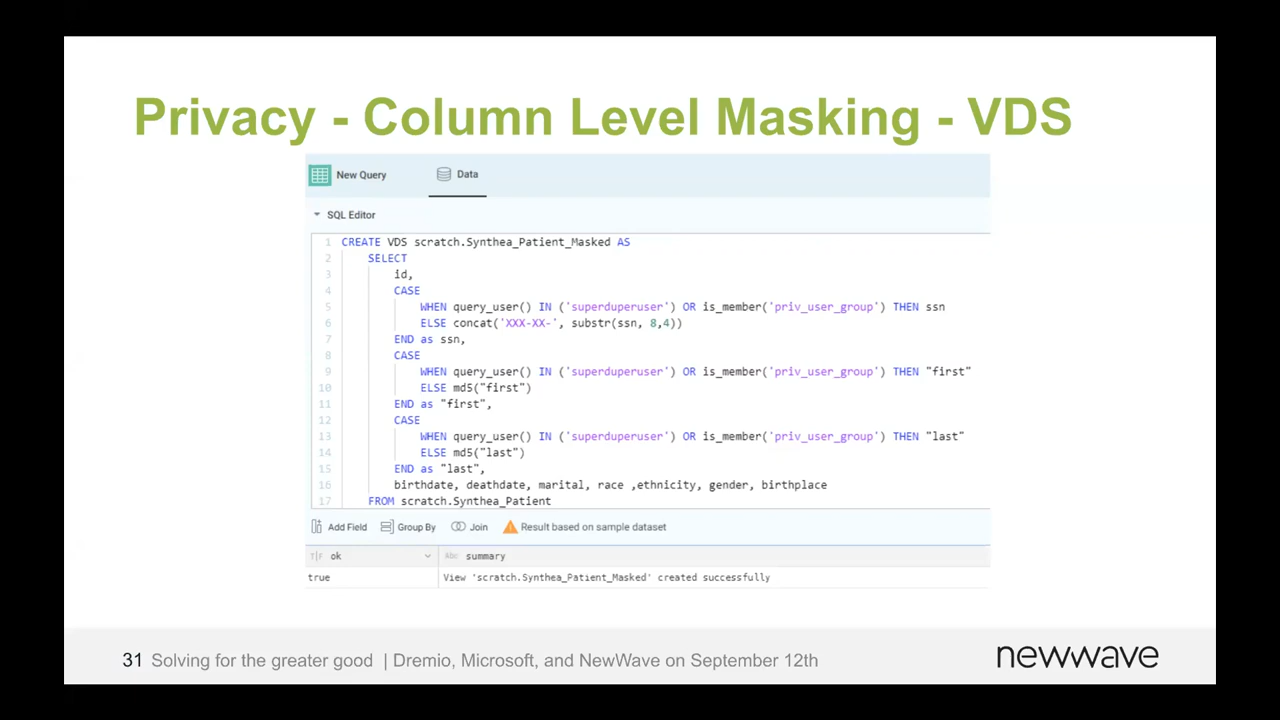 Privacy - Column Level Masking - VDS
New Query Data
SQL Editor
1 CREATE VDS scratch.Synthea_Patient_Masked AS
2 SELECT
3 id,
4 CASE
5 WHEN query_user() IN ('superduperuser') OR is_member('priv_user_group') THEN ssn
6 ELSE concat('XXX-XX-', substr(ssn, 8,4))
7 END as ssn,
8 CASE
9 WHEN query_user() IN ('superduperuser') OR is_member('priv_user_group') THEN "first"
10 ELSE md5("first")
11 END as "first",
12 CASE
13 WHEN query_user() IN ('superduperuser') OR is_member('priv_user_group') THEN "last"
14 ELSE md5("last")
15 END as "last",
16 birthdate, deathdate, marital, race ,ethnicity, gender, birthplace
17 FROM scratch.Synthea_Patient
Add Field Group By Join Result based on sample dataset
T|F ok Abc summary
true View 'scratch.Synthea_Patient_Masked' created successfully
31 Solving for the greater good | Dremio, Microsoft, and NewWave on September 12th
newwave